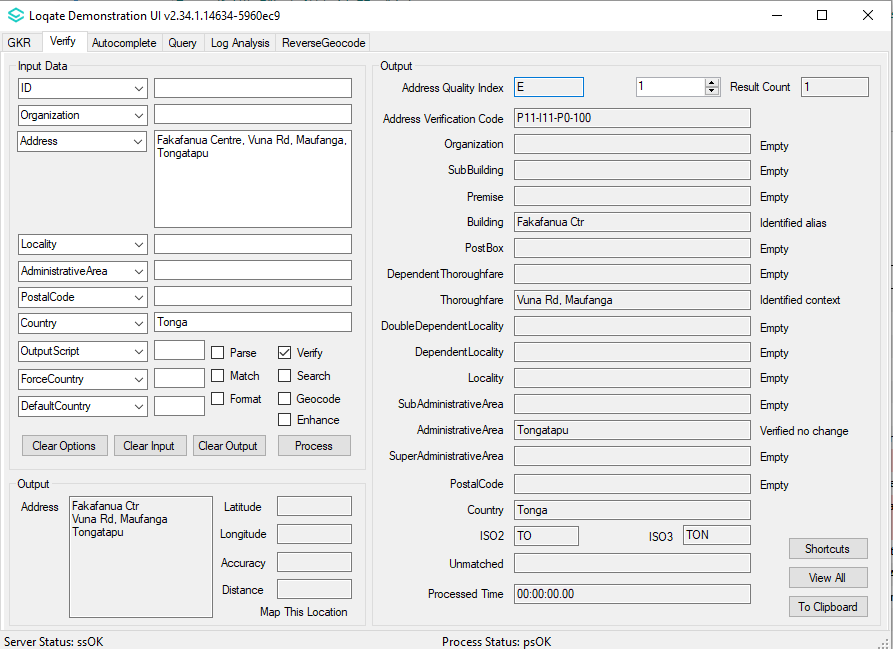 Loqate Demonstration UI v2.34.1.14634-5960ec9
GKR Verify Autocomplete Query Log Analysis ReverseGeocode
Input Data
ID
Organization
Address Fakafanua Centre, Vuna Rd, Maufanga,
Tongatapu
Locality
AdministrativeArea
PostalCode
Country Tonga
OutputScript Parse Verify
ForceCountry Match Search
DefaultCountry Format Geocode
Enhance
Clear Options Clear Input Clear Output Process
Output
Address Fakafanua Ctr
Vuna Rd, Maufanga
Tongatapu
Latitude
Longitude
Accuracy
Distance
Map This Location
Output
Address Quality Index E 1 Result Count 1
Address Verification Code P11-I11-P0-100
Organization Empty
SubBuilding Empty
Premise Empty
Building Fakafanua Ctr Identified alias
PostBox Empty
DependentThoroughfare Empty
Thoroughfare Vuna Rd, Maufanga Identified context
DoubleDependentLocality Empty
DependentLocality Empty
Locality Empty
SubAdministrativeArea Empty
AdministrativeArea Tongatapu Verified no change
SuperAdministrativeArea Empty
PostalCode Empty
Country Tonga
ISO2 TO ISO3 TON
Unmatched
Processed Time 00:00:00.00
Shortcuts
View All
To Clipboard
Server Status: ssOK Process Status: psOK